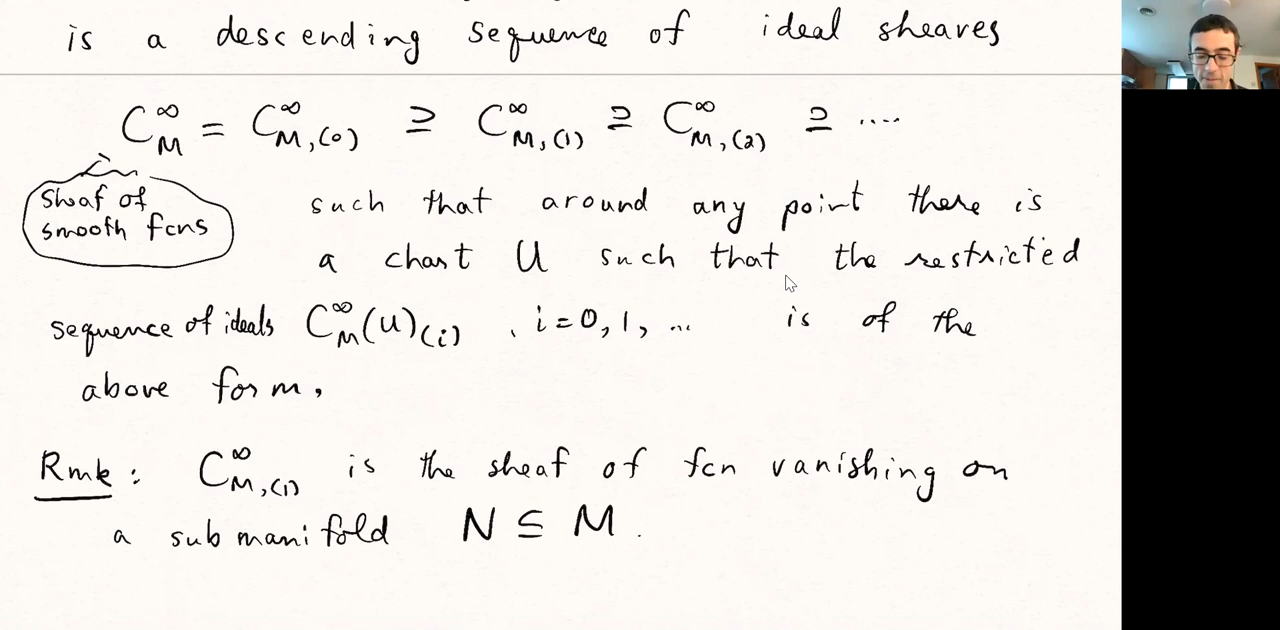 is a descending sequence of ideal sheaves
C^∞_M = C^∞_{M,(0)} ⊇ C^∞_{M,(1)} ⊇ C^∞_{M,(2)} ⊇ ....
sheaf of
smooth fcns
such that around any point there is
a chart U such that the restricted
sequence of ideals C^∞_M(U)_{(i)} , i=0,1,... is of the
above form.
Rmk: C^∞_{M,(1)} is the sheaf of fcn vanishing on
a submanifold N ⊆ M.